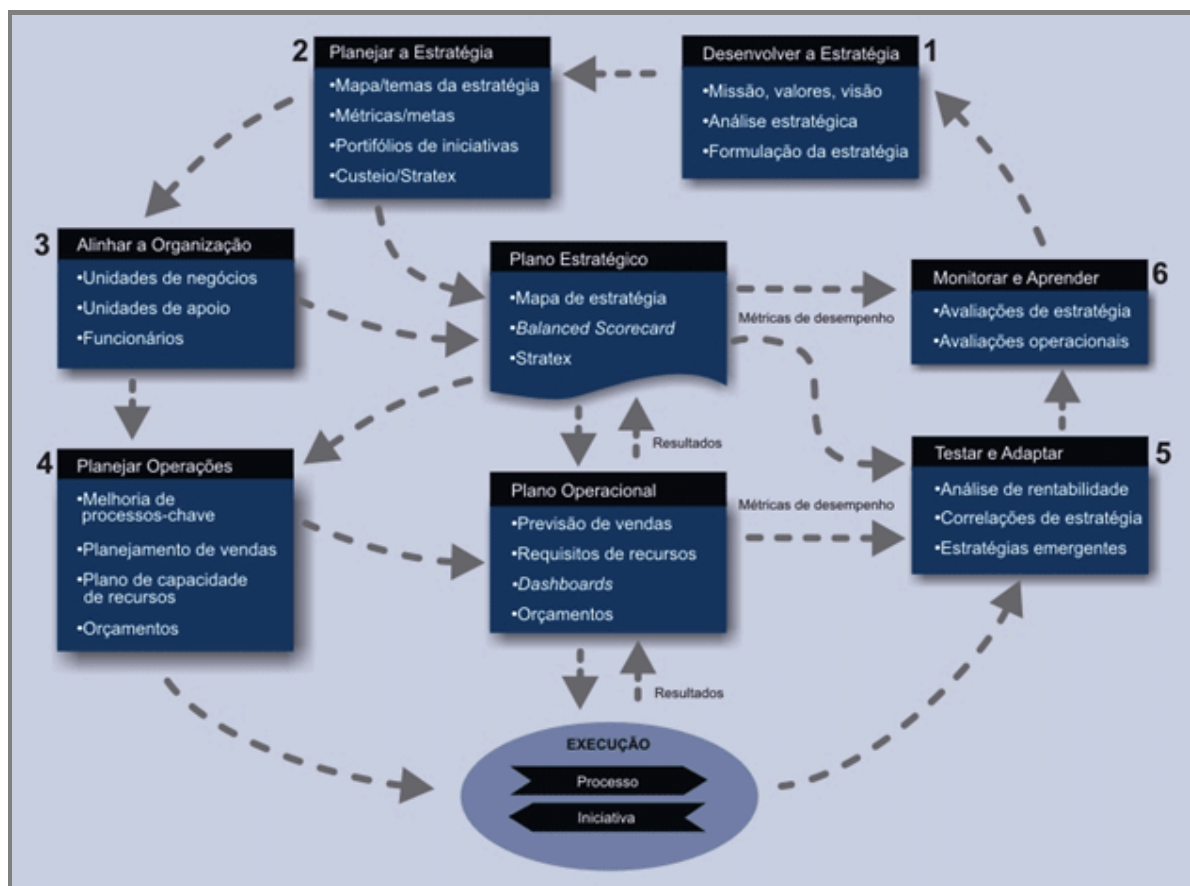 2
Planejar a Estratégia
•Mapa/temas da estratégia
•Métricas/metas
•Portifólios de iniciativas
•Custeio/Stratex
Desenvolver a Estratégia
1
•Missão, valores, visão
•Análise estratégica
•Formulação da estratégia
3
Alinhar a Organização
•Unidades de negócios
•Unidades de apoio
•Funcionários
Plano Estratégico
•Mapa de estratégia
•Balanced Scorecard
•Stratex
Métricas de desempenho
Monitorar e Aprender
6
•Avaliações de estratégia
•Avaliações operacionais
4
Planejar Operações
•Melhoria de
processos-chave
•Planejamento de vendas
•Plano de capacidade
de recursos
•Orçamentos
Resultados
Plano Operacional
•Previsão de vendas
•Requisitos de recursos
•Dashboards
•Orçamentos
Métricas de desempenho
Testar e Adaptar
5
•Análise de rentabilidade
•Correlações de estratégia
•Estratégias emergentes
Resultados
EXECUÇÃO
Processo
Iniciativa